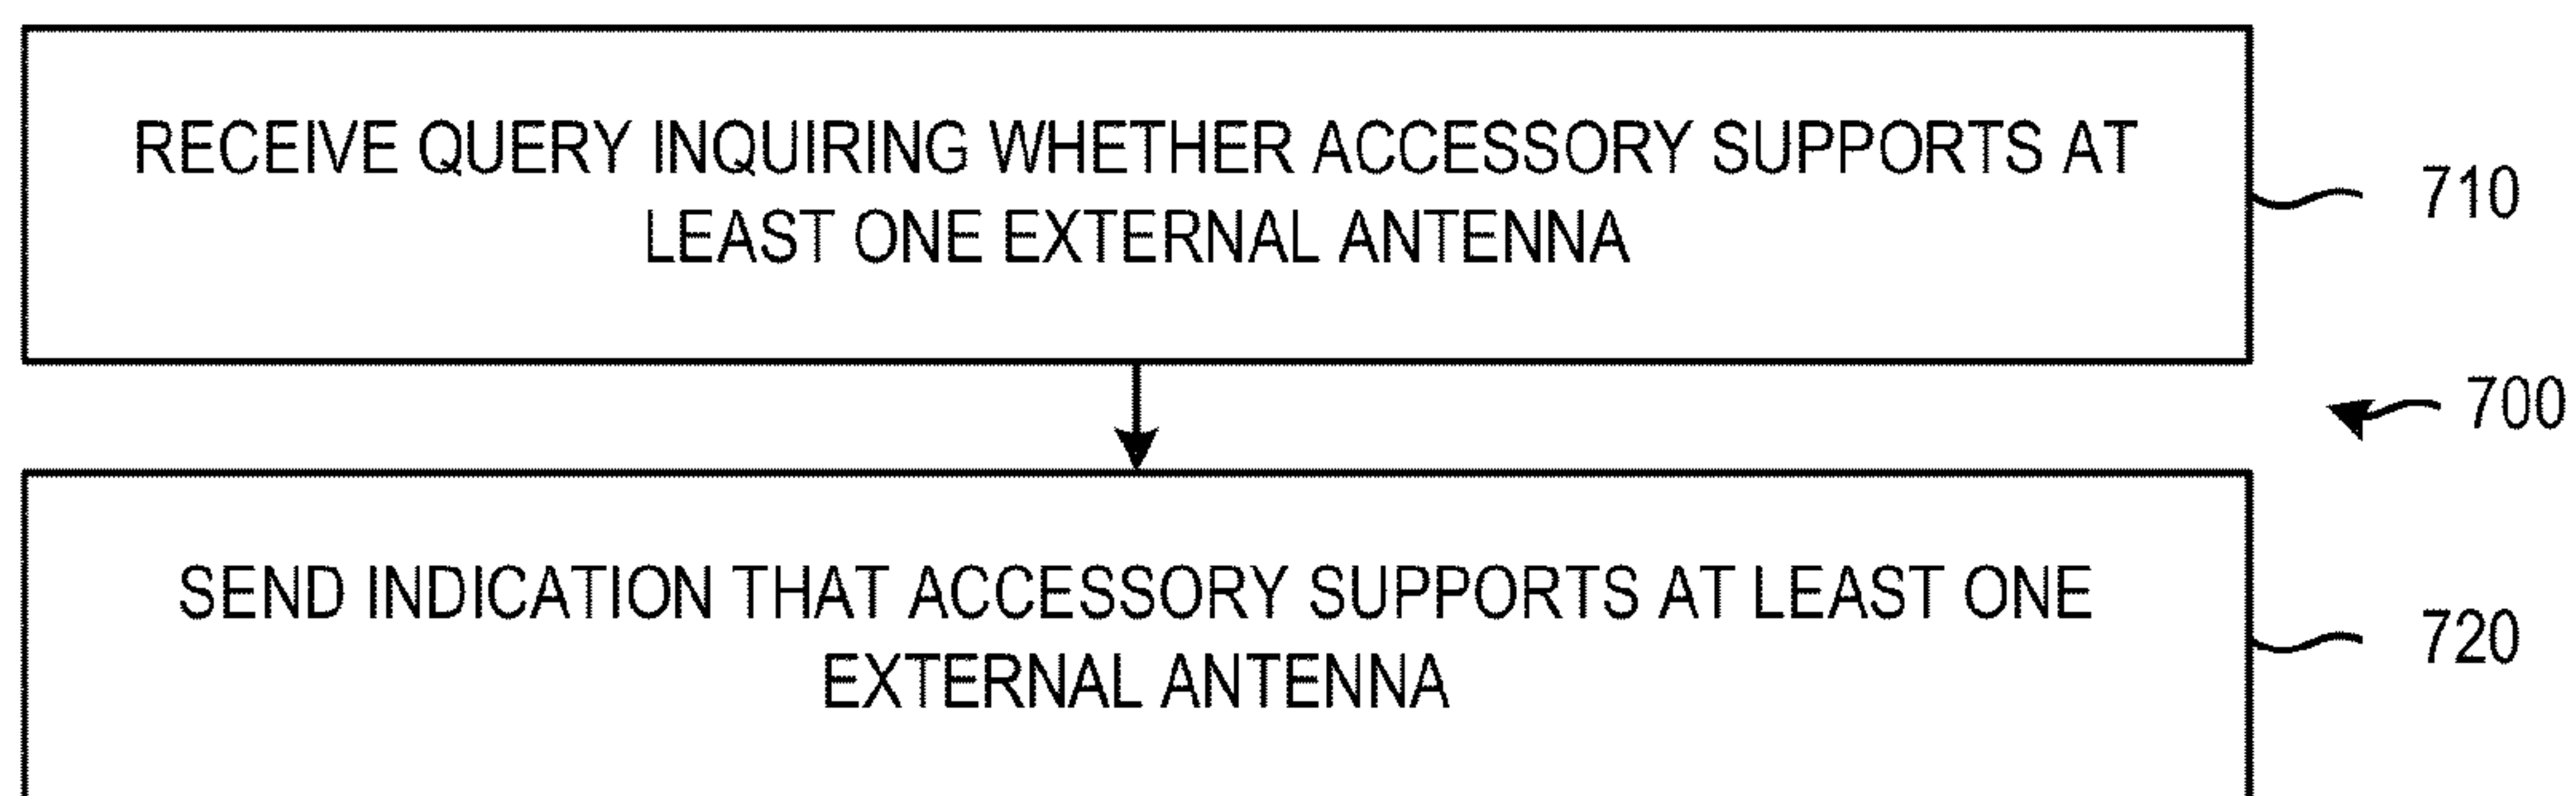 RECEIVE QUERY INQUIRING WHETHER ACCESSORY SUPPORTS AT
LEAST ONE EXTERNAL ANTENNA
710
700
SEND INDICATION THAT ACCESSORY SUPPORTS AT LEAST ONE
EXTERNAL ANTENNA
720